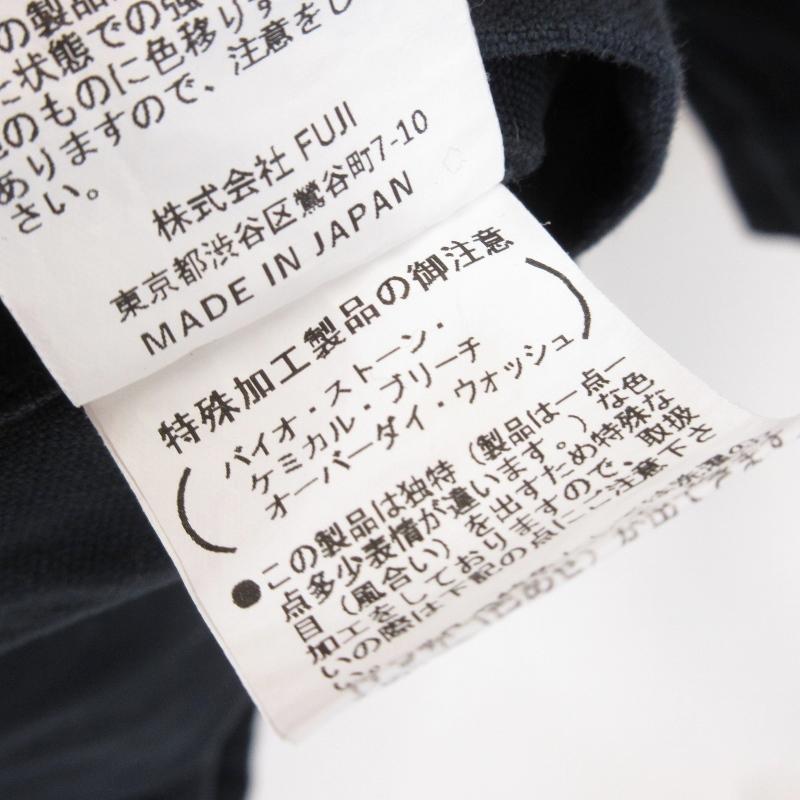 の製品は
に状態での強
他のものに色移りす
ありますので、注意をし
さい。
株式会社 FUJI
東京都渋谷区鶯谷町7-10
MADE IN JAPAN
特殊加工製品の御注意
バイオ・ストーン・
ケミカル・ブリーチ
オーバーダイ・ウォッシュ
●この製品は独特（製品は一点一
点多少表情が違います。）な色
目（風合い）を出すため特殊な
加工をしておりますので、取扱
いの際は下記の点にご注意下さ
い。